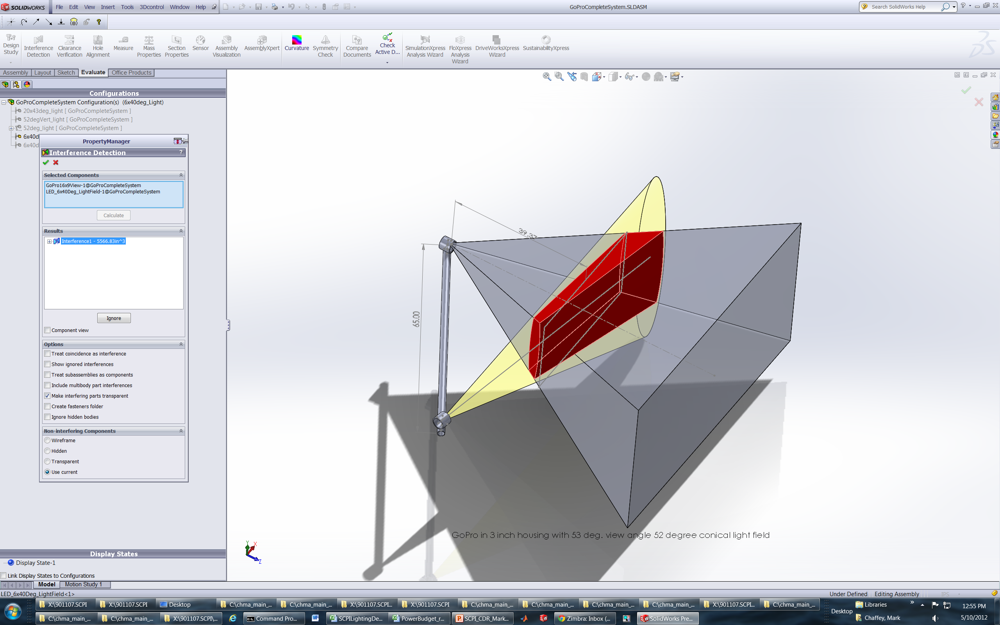 SOLIDWORKS File Edit View Insert Tools 3Dcontrol Window Help GoProCompleteSystem.SLDASM Search SolidWorks Help
Design Study
Interference Detection
Clearance Verification
Hole Alignment
Measure
Mass Properties
Section Properties
Sensor
Assembly Visualization
AssemblyXpert
Curvature
Symmetry Check
Compare Documents
Check Active D...
SimulationXpress Analysis Wizard
FloXpress Analysis Wizard
DriveWorksXpress Wizard
SustainabilityXpress
Assembly Layout Sketch Evaluate Office Products
Configurations
GoProCompleteSystem Configuration(s) (6x40deg_Light)
20x43deg_light [ GoProCompleteSystem ]
52degVert_light [ GoProCompleteSystem ]
52deg_light [ GoProCompleteSystem ]
6x40d
6x40d
PropertyManager
Interference Detection ?
Selected Components
GoPro16x9View-1@GoProCompleteSystem
LED_6x40Deg_LightField-1@GoProCompleteSystem
Calculate
Results
Interference1 - 5566.83in^3
Ignore
Component view
Options
Treat coincidence as interference
Show ignored interferences
Treat subassemblies as components
Include multibody part interferences
Make interfering parts transparent
Create fasteners folder
Ignore hidden bodies
Non-interfering Components
Wireframe
Hidden
Transparent
Use current
39.37
65.00
GoPro in 3 inch housing with 53 deg. view angle 52 degree conical light field
Y X
Z
Display States
Display State-1
Link Display States to Configurations
Model Motion Study 1
LED_6x40Deg_LightField<1> Under Defined Editing Assembly IPS
X:\901107.SCPI X:\901107.SCPI Desktop C:\chma_main_... C:\chma_main_... X:\901107.SCPI... X:\901107.SCPI C:\chma_main_... C:\chma_main_... C:\chma_main_... C:\chma_main_... X:\901107.SCPI... C:\chma_main_...
Desktop Libraries » 12:55 PM
C:\chma_main_... C:\chma_main_... X:\901107.SCPI\... Command Pro... SCPILightingDe... PowerBudget_r... SCPI_CDR_Mark... Zimbra: Inbox (... SolidWorks Pre...
Chaffey, Mark 5/10/2012